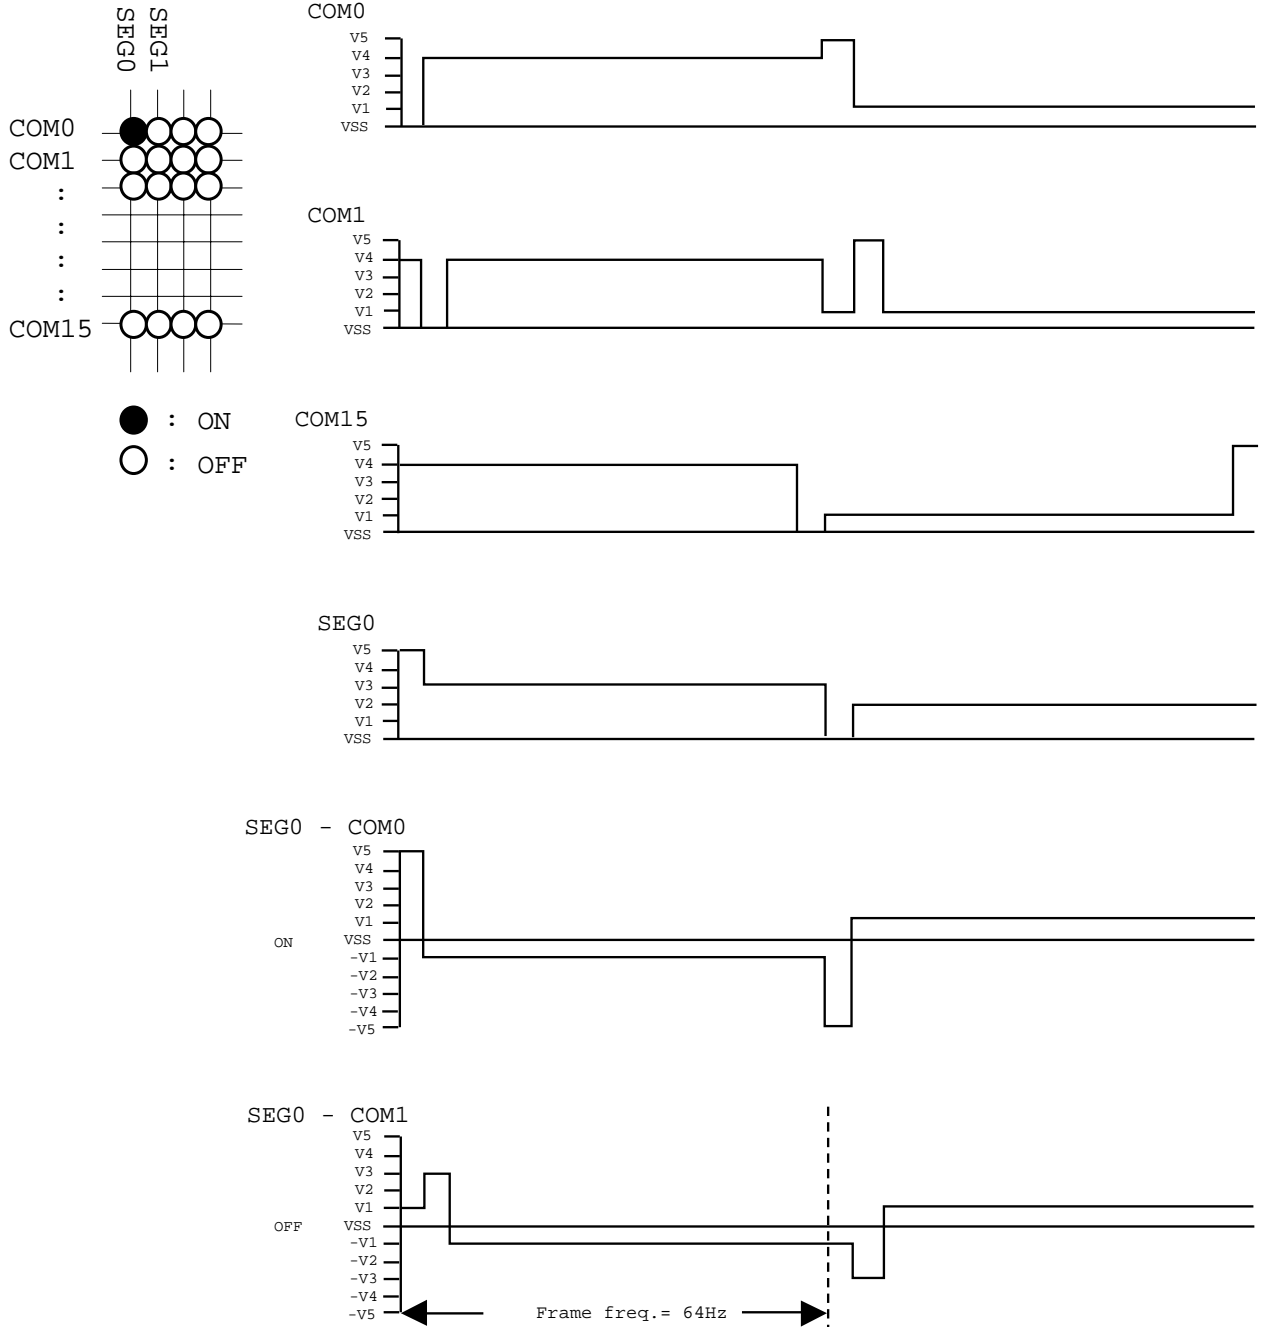 SEG0
SEG1
COM0
COM1
:
:
:
:
COM15
: ON
: OFF
COM0
V5
V4
V3
V2
V1
VSS
COM1
V5
V4
V3
V2
V1
VSS
COM15
V5
V4
V3
V2
V1
VSS
SEG0
V5
V4
V3
V2
V1
VSS
SEG0 - COM0
V5
V4
V3
V2
V1
ON VSS
-V1
-V2
-V3
-V4
-V5
SEG0 - COM1
V5
V4
V3
V2
V1
OFF VSS
-V1
-V2
-V3
-V4
-V5
Frame freq.= 64Hz